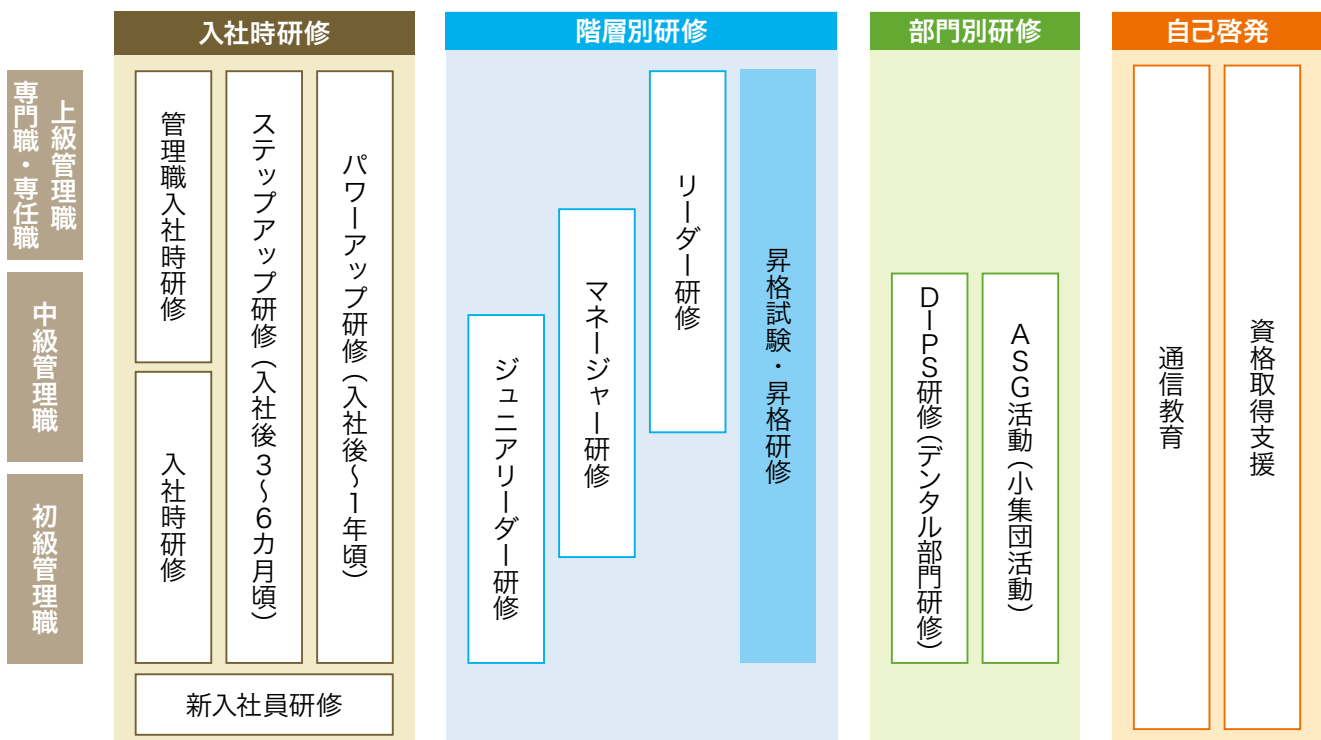 入社時研修
階層別研修
部門別研修
自己啓発
上級管理職
専門職・専任職
中級管理職
初級管理職
管理職入社時研修
入社時研修
ステップアップ研修（入社後３～６カ月頃）
パワーアップ研修（入社後～１年頃）
新入社員研修
ジュニアリーダー研修
マネージャー研修
リーダー研修
昇格試験・昇格研修
DIPS研修（デンタル部門研修）
ASG活動（小集団活動）
通信教育
資格取得支援